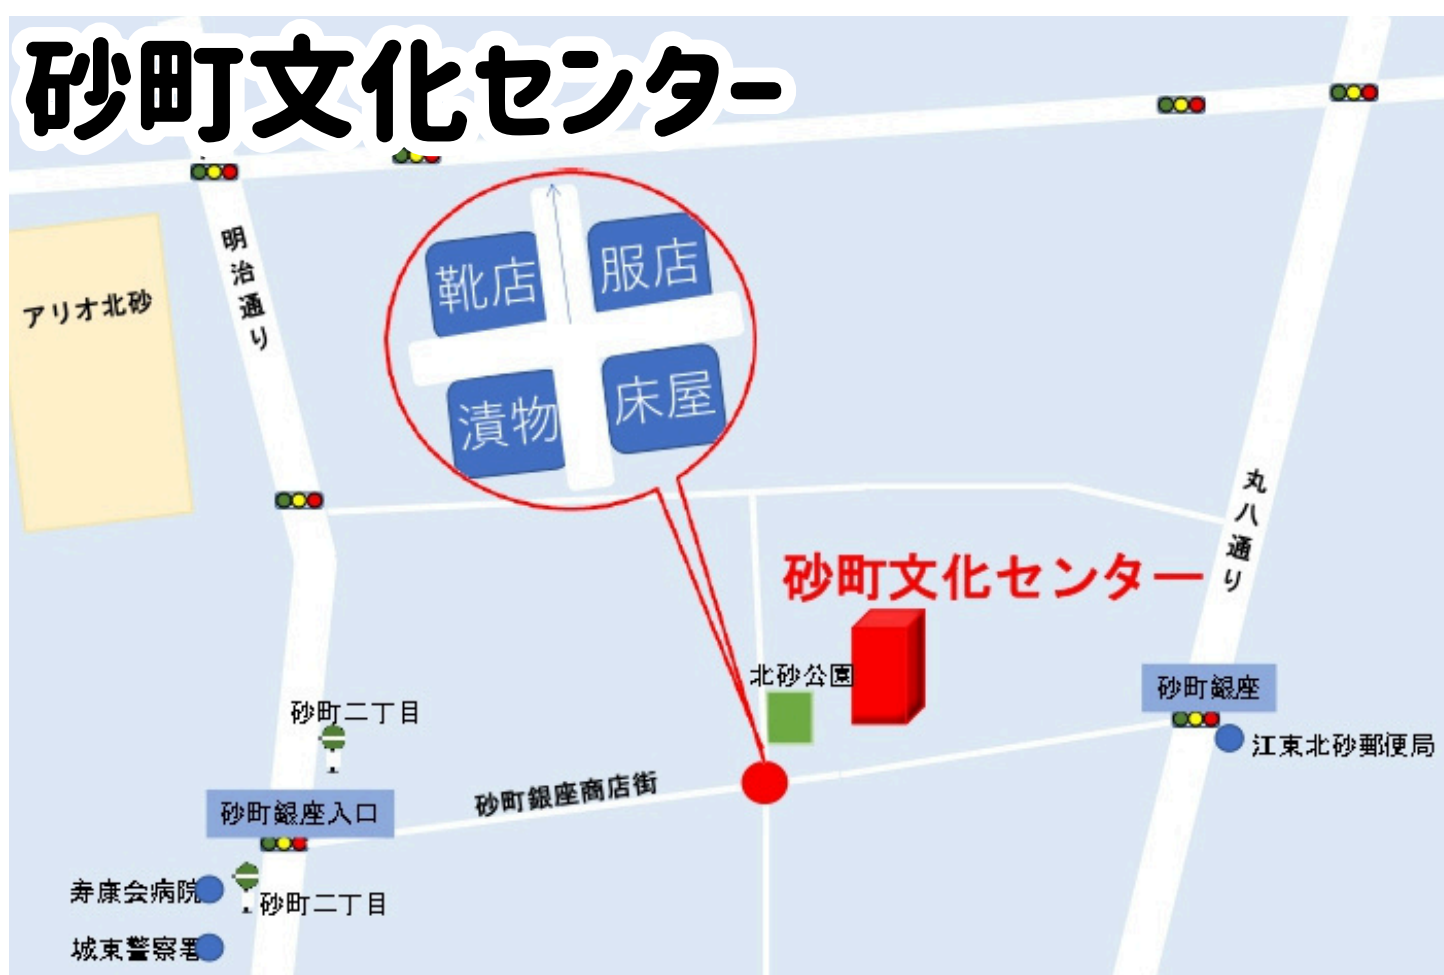 砂町文化センター
明治通り
アリオ北砂
靴店
服店
漬物
床屋
丸八通り
砂町文化センター
北砂公園
砂町銀座
江東北砂郵便局
砂町二丁目
砂町銀座商店街
砂町銀座入口
寿康会病院
砂町二丁目
城東警察署